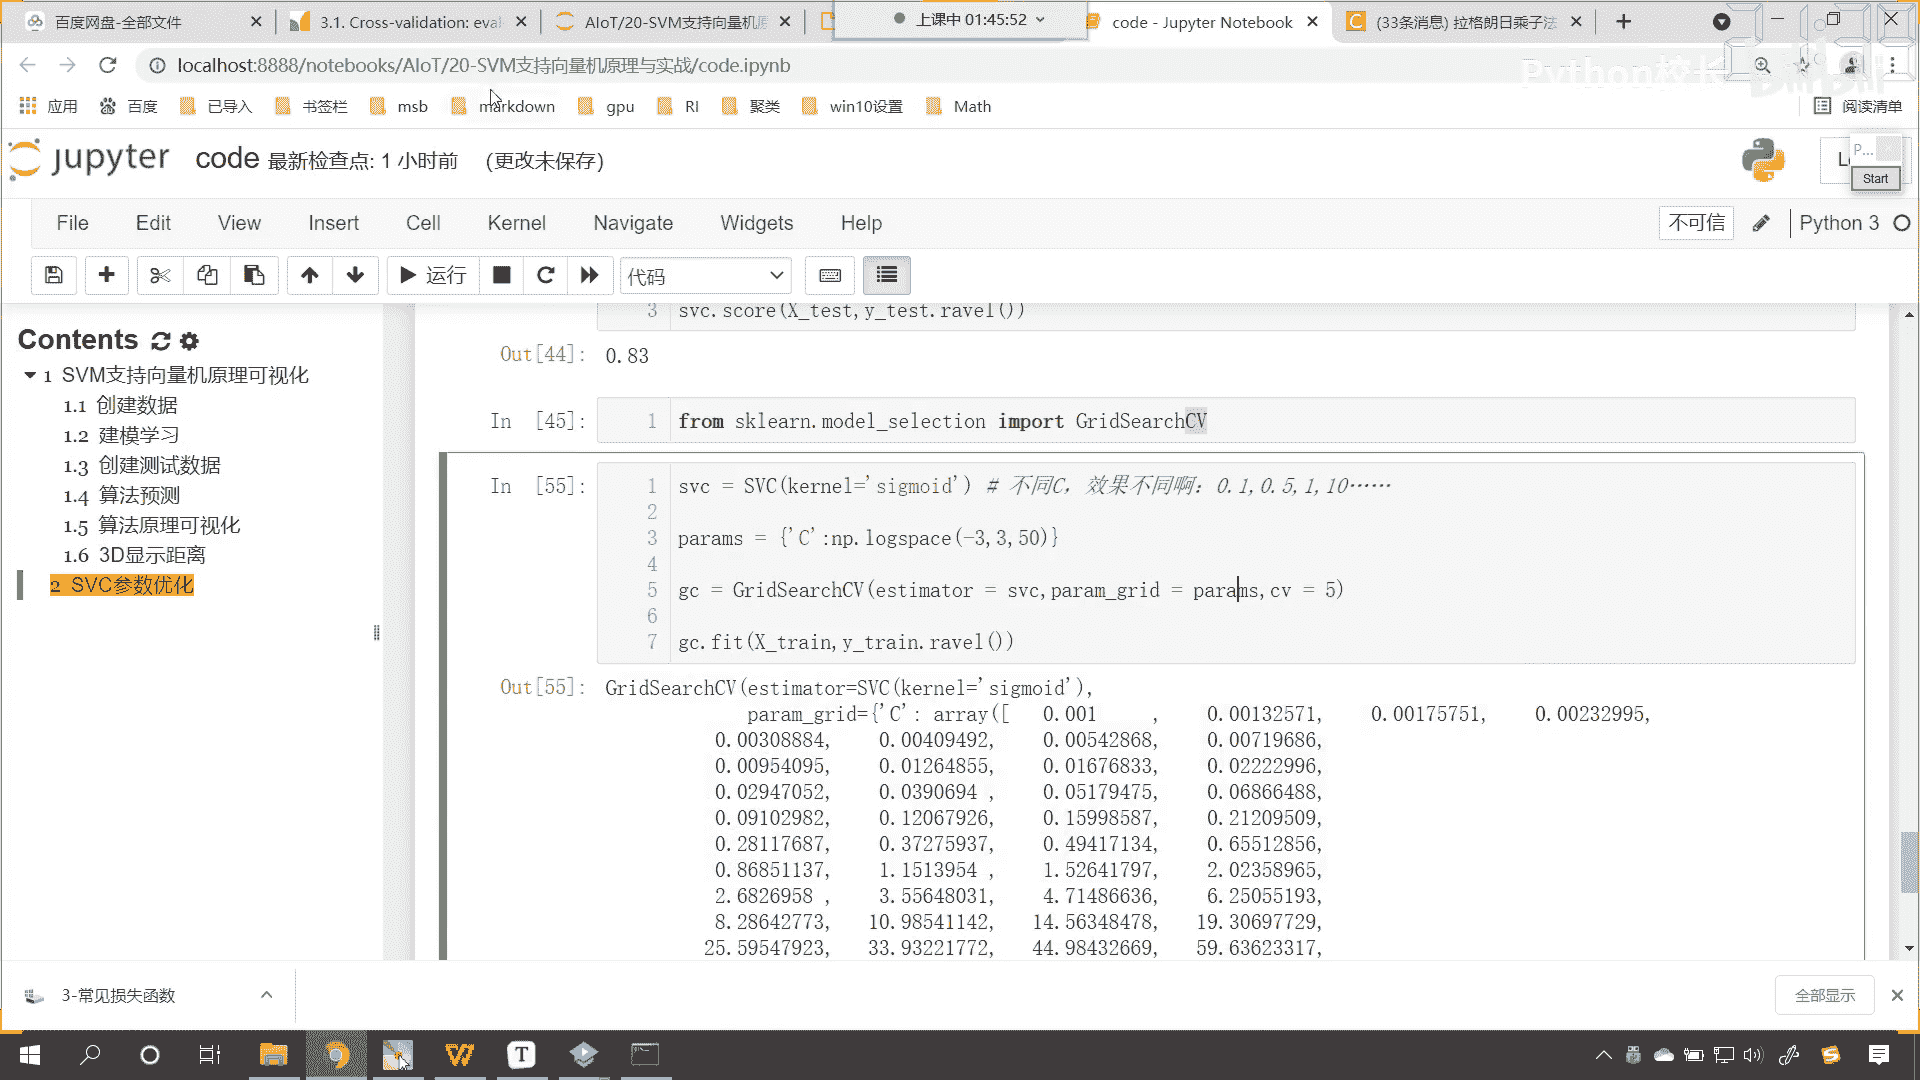 百度网盘-全部文件
3.1. Cross-validation: eval
AIoT/20-SVM支持向量机原
上课中 01:45:52
code - Jupyter Notebook
(33条消息) 拉格朗日乘子法
localhost:8888/notebooks/AIoT/20-SVM支持向量机原理与实战/code.ipynb
Python校长
bilibili
应用
百度
已导入
书签栏
msb
markdown
gpu
RI
聚类
win10设置
Math
阅读清单
jupyter
code 最新检查点: 1 小时前 (更改未保存)
P...
Start
File Edit View Insert Cell Kernel Navigate Widgets Help
不可信
Python 3
运行
代码
Contents
1 SVM支持向量机原理可视化
1.1 创建数据
1.2 建模学习
1.3 创建测试数据
1.4 算法预测
1.5 算法原理可视化
1.6 3D显示距离
2 SVC参数优化
3 svc.score(X_test,y_test.ravel())
Out[44]: 0.83
In [45]: 1 from sklearn.model_selection import GridSearchCV
In [55]: 1 svc = SVC(kernel='sigmoid') # 不同C，效果不同啊：0.1,0.5,1,10……
2
3 params = {'C':np.logspace(-3,3,50)}
4
5 gc = GridSearchCV(estimator = svc,param_grid = params,cv = 5)
6
7 gc.fit(X_train,y_train.ravel())
Out[55]: GridSearchCV(estimator=SVC(kernel='sigmoid'),
param_grid={'C': array([ 0.001 , 0.00132571, 0.00175751, 0.00232995,
0.00308884, 0.00409492, 0.00542868, 0.00719686,
0.00954095, 0.01264855, 0.01676833, 0.02222996,
0.02947052, 0.0390694 , 0.05179475, 0.06866488,
0.09102982, 0.12067926, 0.15998587, 0.21209509,
0.28117687, 0.37275937, 0.49417134, 0.65512856,
0.86851137, 1.1513954 , 1.52641797, 2.02358965,
2.6826958 , 3.55648031, 4.71486636, 6.25055193,
8.28642773, 10.98541142, 14.56348478, 19.30697729,
25.59547923, 33.93221772, 44.98432669, 59.63623317,
3-常见损失函数
全部显示